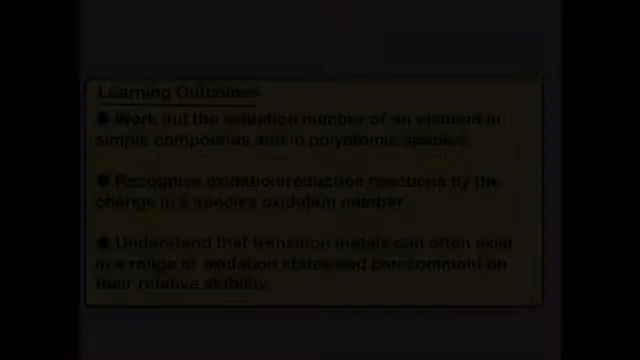 Learning Outcomes
● Work out the oxidation number of an element in
simple compounds and in polyatomic species
● Recognise oxidation/reduction reactions by the
change in a species oxidation number
● Understand that transition metals can often exist
in a range of oxidation states and can comment on
their relative stability.